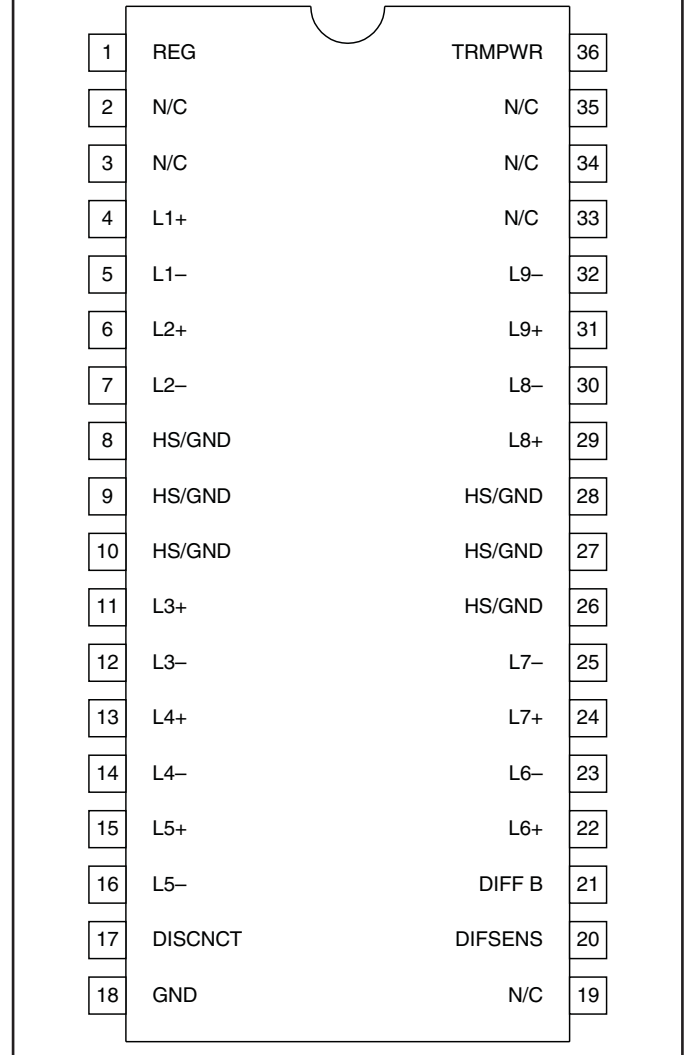 1 REG TRMPWR 36
2 N/C N/C 35
3 N/C N/C 34
4 L1+ N/C 33
5 L1– L9– 32
6 L2+ L9+ 31
7 L2– L8– 30
8 HS/GND L8+ 29
9 HS/GND HS/GND 28
10 HS/GND HS/GND 27
11 L3+ HS/GND 26
12 L3– L7– 25
13 L4+ L7+ 24
14 L4– L6– 23
15 L5+ L6+ 22
16 L5– DIFF B 21
17 DISCNCT DIFSENS 20
18 GND N/C 19